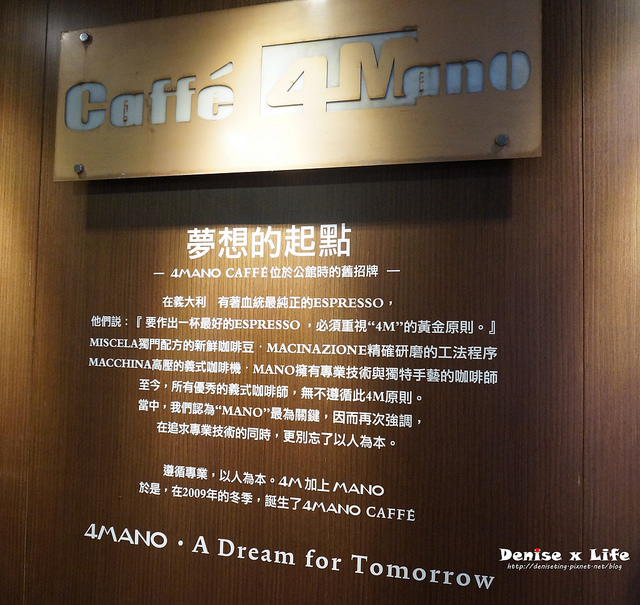 Caffé 4Mano
夢想的起點
— 4MANO CAFFÉ位於公館時的舊招牌 —
在義大利 有著血統最純正的ESPRESSO，
他們說：『要作出一杯最好的ESPRESSO，必須重視“4M”的黃金原則。』
MISCELA獨門配方的新鮮咖啡豆．MACINAZIONE精確研磨的工法程序
MACCHINA高壓的義式咖啡機．MANO擁有專業技術與獨特手藝的咖啡師
至今，所有優秀的義式咖啡師，無不遵循此4M原則。
當中，我們認為“MANO”最為關鍵，因而再次強調，
在追求專業技術的同時，更別忘了以人為本。
遵循專業，以人為本。4M加上MANO
於是，在2009年的冬季，誕生了4MANO CAFFÉ
4MANO · A Dream for Tomorrow
Denise x Life
http://deniseting.pixnet.net/blog